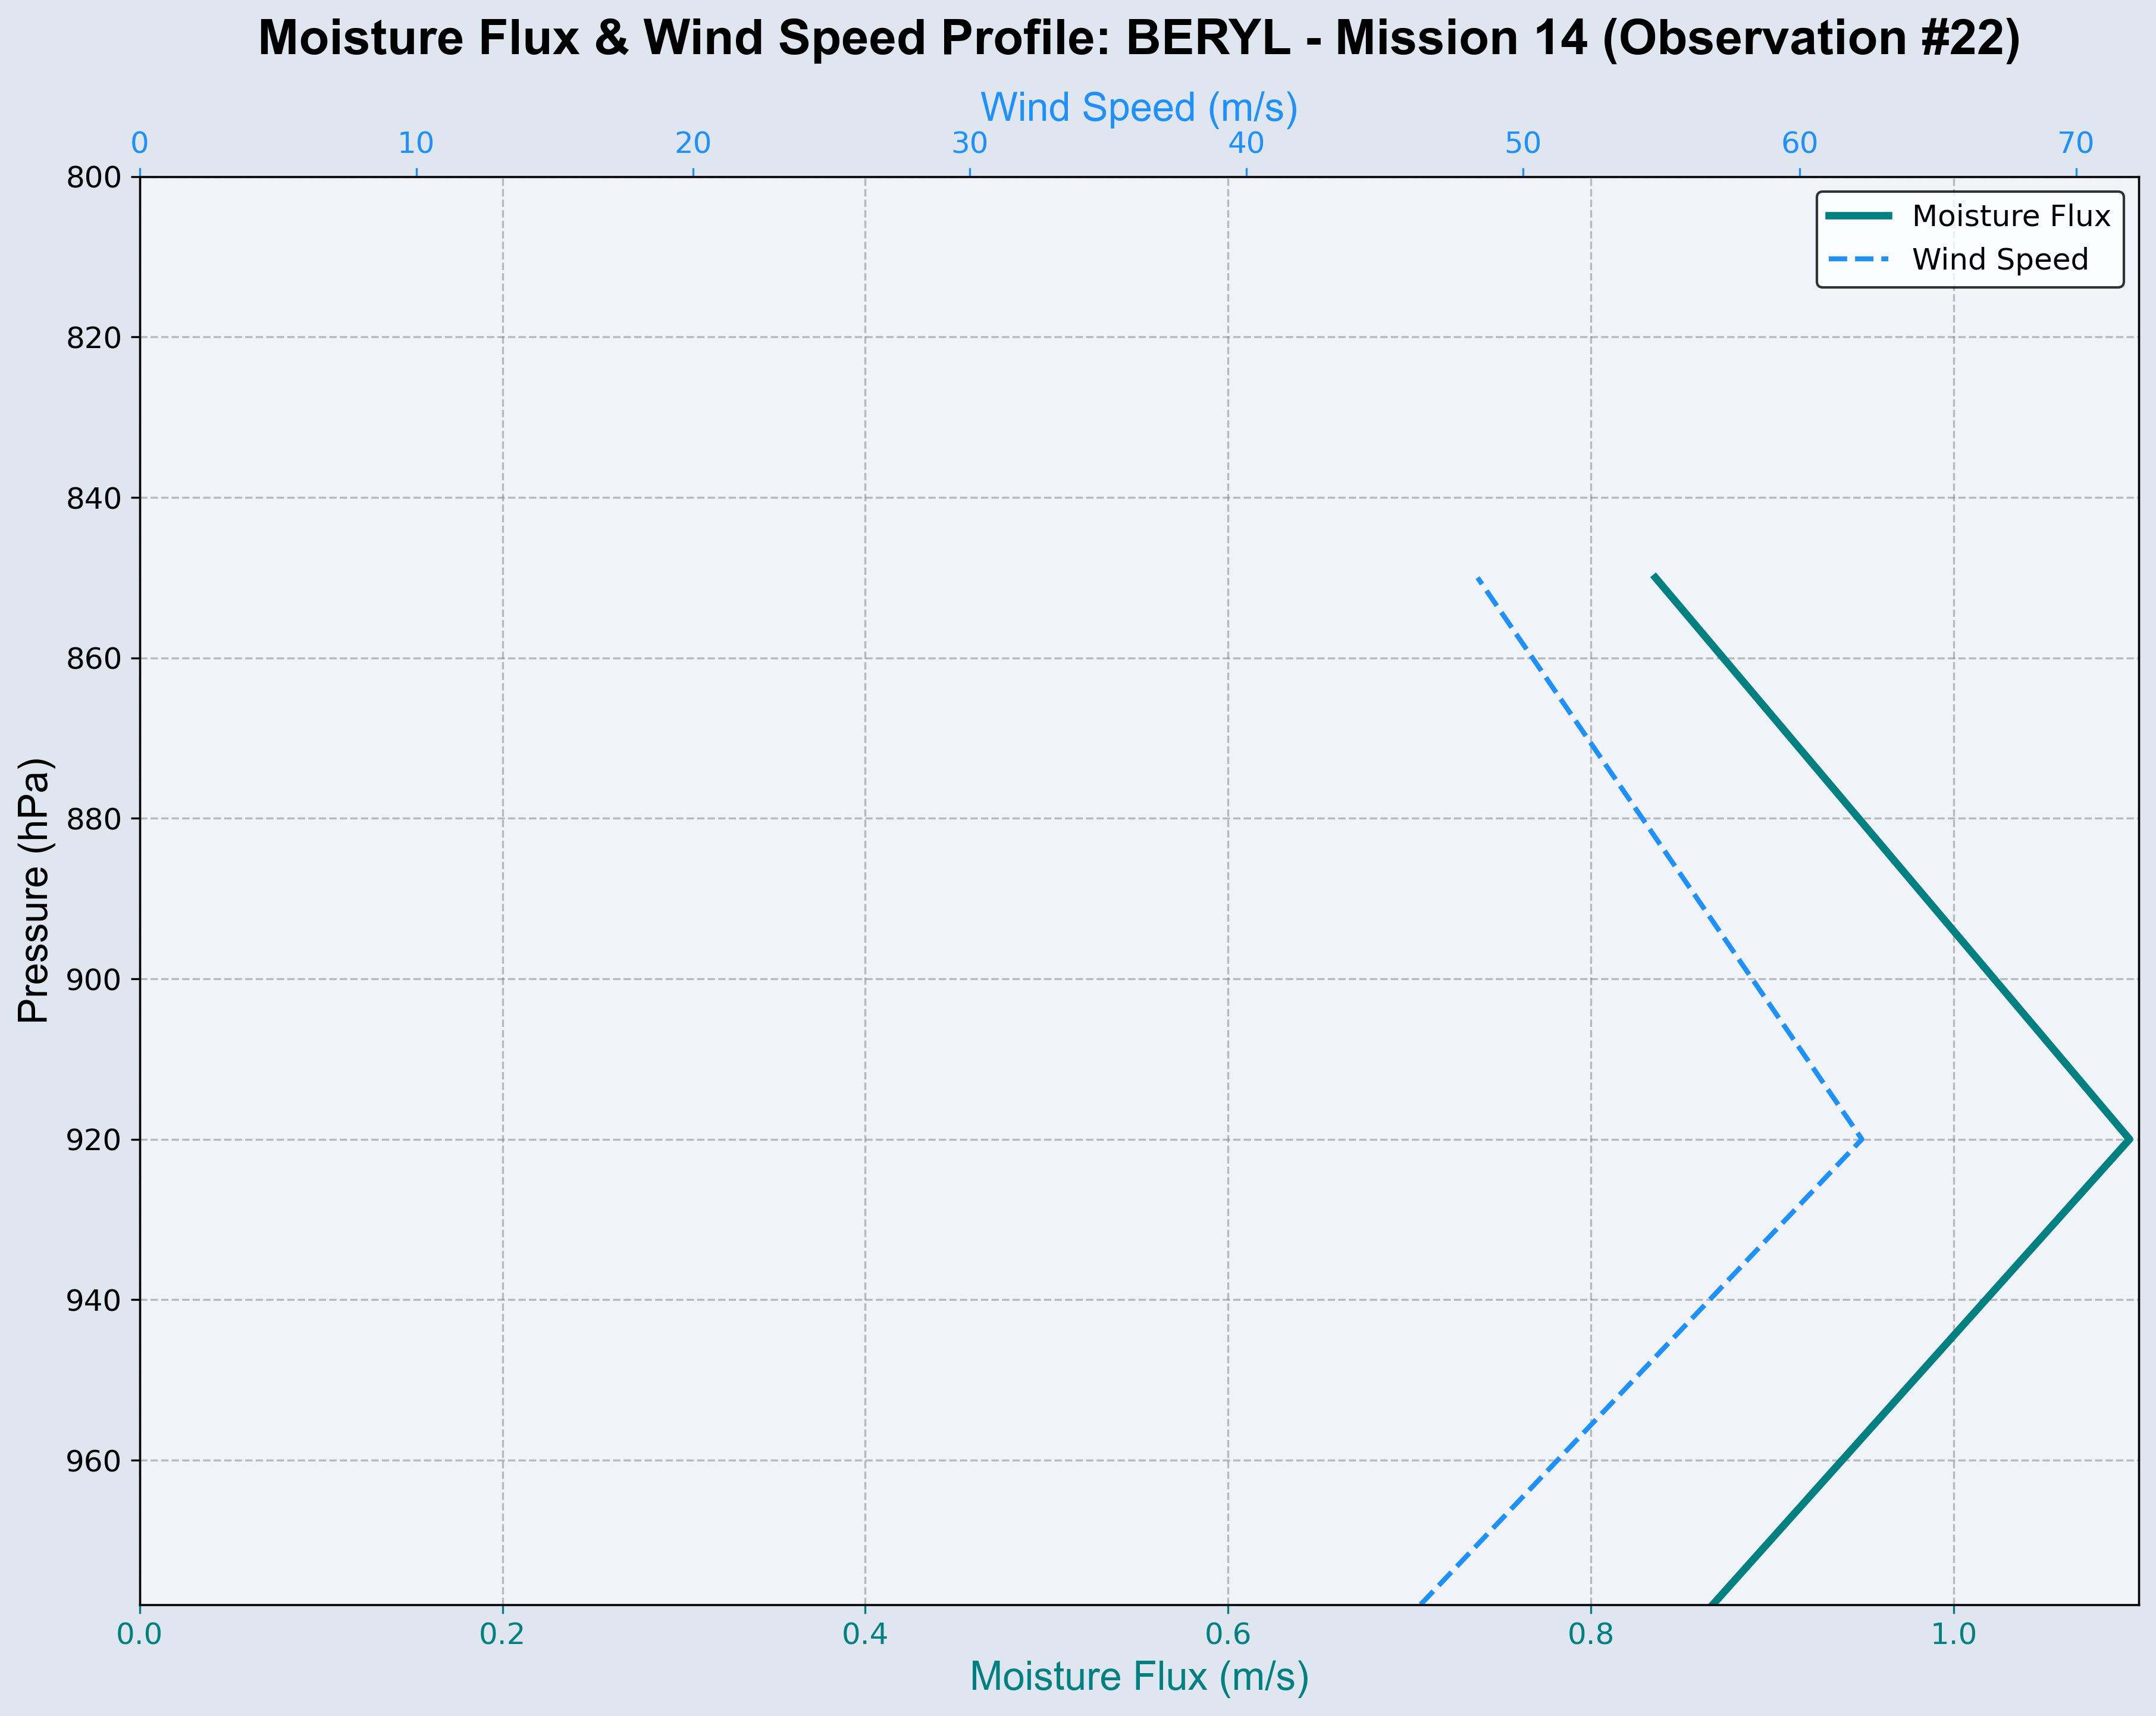 Moisture Flux & Wind Speed Profile: BERYL - Mission 14 (Observation #22)
Wind Speed (m/s)
0 10 20 30 40 50 60 70
Moisture Flux
Wind Speed
800
820
840
860
880
900
920
940
960
Pressure (hPa)
0.0 0.2 0.4 0.6 0.8 1.0
Moisture Flux (m/s)